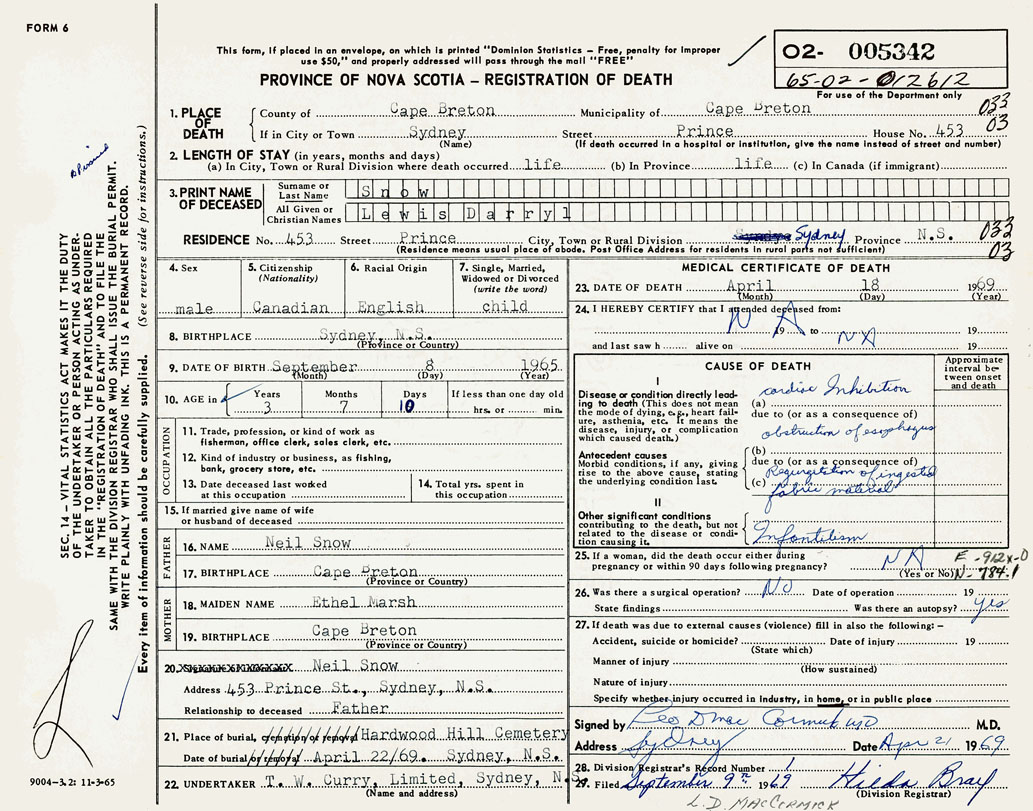 FORM 6
This form, if placed in an envelope, on which is printed "Dominion Statistics – Free, penalty for improper
use $50," and properly addressed will pass through the mail "FREE"
PROVINCE OF NOVA SCOTIA – REGISTRATION OF DEATH
02- 005342
65-02-012612
For use of the Department only
033
03
1. PLACE OF DEATH
County of Cape Breton Municipality of Cape Breton
If in City or Town Sydney Street Prince House No. 453
(Name) (If death occurred in a hospital or institution, give the name instead of street and number)
2. LENGTH OF STAY (in years, months and days)
(a) In City, Town or Rural Division where death occurred life (b) In Province life (c) In Canada (if immigrant)
3. PRINT NAME OF DECEASED
Surname or Last Name Snow
All Given or Christian Names Lewis Darryl
RESIDENCE No. 453 Street Prince City, Town or Rural Division Sydney Province N.S. 033
(Residence means usual place of abode. Post Office Address for residents in rural parts not sufficient) 03
4. Sex male
5. Citizenship (Nationality) Canadian
6. Racial Origin English
7. Single, Married, Widowed or Divorced (write the word) child
8. BIRTHPLACE Sydney, N.S.
(Province or Country)
9. DATE OF BIRTH September 8 1965
(Month) (Day) (Year)
10. AGE in Years 3 Months 7 Days 10 If less than one day old hrs. or min.
OCCUPATION
11. Trade, profession, or kind of work as
fisherman, office clerk, sales clerk, etc.
12. Kind of industry or business, as fishing,
bank, grocery store, etc.
13. Date deceased last worked
at this occupation
14. Total yrs. spent in
this occupation
15. If married give name of wife
or husband of deceased
FATHER
16. NAME Neil Snow
17. BIRTHPLACE Cape Breton
(Province or Country)
MOTHER
18. MAIDEN NAME Ethel Marsh
19. BIRTHPLACE Cape Breton
(Province or Country)
20. Neil Snow
Address 453 Prince St., Sydney, N.S.
Relationship to deceased Father
21. Place of burial, cremation or removal Hardwood Hill Cemetery
Date of burial or removal April 22/69. Sydney, N.S.
22. UNDERTAKER T. W. Curry, Limited, Sydney, N.S.
(Name and address)
MEDICAL CERTIFICATE OF DEATH
23. DATE OF DEATH April 18 1969
(Month) (Day) (Year)
24. I HEREBY CERTIFY that I attended deceased from:
N A 19 to N A 19
and last saw h alive on 19
CAUSE OF DEATH
Approximate interval between onset and death
I
Disease or condition directly leading to death (This does not mean the mode of dying, e.g., heart failure, asthenia, etc. It means the disease, injury, or complication which caused death.)
(a) cardiac Inhibition
due to (or as a consequence of)
obstruction of esophagus
Antecedent causes
Morbid conditions, if any, giving rise to the above cause, stating the underlying condition last.
(b)
due to (or as a consequence of)
(c) Regurgitation of ingested
fabric material
II
Other significant conditions contributing to the death, but not related to the disease or condition causing it.
Infantilism
25. If a woman, did the death occur either during
pregnancy or within 90 days following pregnancy? N A
(Yes or No)
E-912X-0
N-784.1
26. Was there a surgical operation? No Date of operation 19
State findings Was there an autopsy? yes
27. If death was due to external causes (violence) fill in also the following:–
Accident, suicide or homicide? Date of injury 19
(State which)
Manner of injury
(How sustained)
Nature of injury
Specify whether injury occurred in Industry, in home, or in public place
Signed by Leo D Mac Cormick MD M.D.
Address Sydney Date Apr 21 1969
28. Division Registrar's Record Number 1
29. Filed September 9th 1969 Hilda Bray
(Division Registrar)
L.D. MACCORMICK
SEC. 14 – VITAL STATISTICS ACT MAKES IT THE DUTY
OF THE UNDERTAKER OR PERSON ACTING AS UNDER-
TAKER TO OBTAIN ALL THE PARTICULARS REQUIRED
IN THE "REGISTRATION OF DEATH" AND TO FILE THE
SAME WITH THE DIVISION REGISTRAR WHO SHALL ISSUE THE BURIAL PERMIT.
WRITE PLAINLY WITH UNFADING INK. THIS IS A PERMANENT RECORD.
Every item of information should be carefully supplied. (See reverse side for instructions.)
9004-3.2: 11-3-65